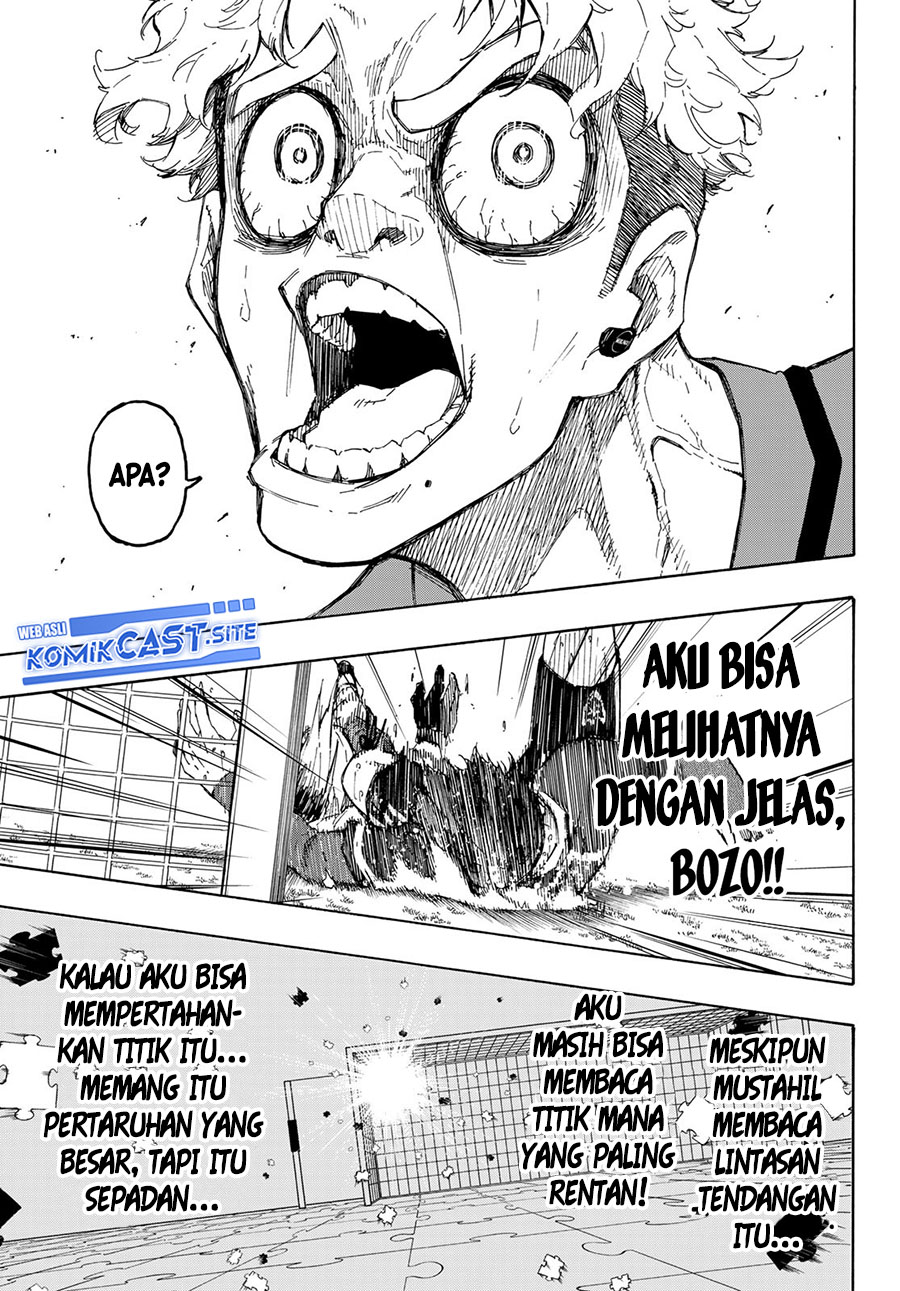 APA?
WEB ASLI
KOMIKCAST.SITE
AKU BISA
MELIHATNYA
DENGAN JELAS,
BOZO!!
MESKIPUN
MUSTAHIL
MEMBACA
LINTASAN
TENDANGAN
ITU...
AKU
MASIH BISA
MEMBACA
TITIK MANA
YANG PALING
RENTAN!
KALAU AKU BISA
MEMPERTAHAN-
KAN TITIK ITU...
MEMANG ITU
PERTARUHAN YANG
BESAR, TAPI ITU
SEPADAN...